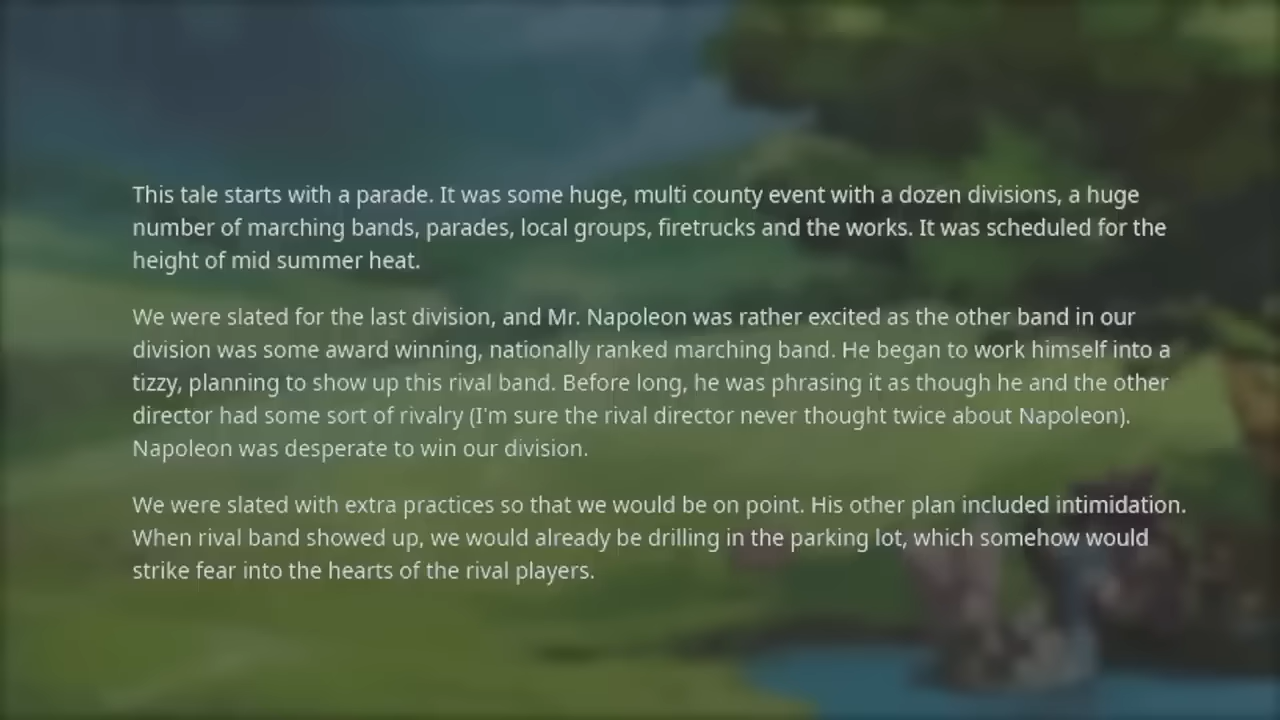 This tale starts with a parade. It was some huge, multi county event with a dozen divisions, a huge
number of marching bands, parades, local groups, firetrucks and the works. It was scheduled for the
height of mid summer heat.
We were slated for the last division, and Mr. Napoleon was rather excited as the other band in our
division was some award winning, nationally ranked marching band. He began to work himself into a
tizzy, planning to show up this rival band. Before long, he was phrasing it as though he and the other
director had some sort of rivalry (I'm sure the rival director never thought twice about Napoleon).
Napoleon was desperate to win our division.
We were slated with extra practices so that we would be on point. His other plan included intimidation.
When rival band showed up, we would already be drilling in the parking lot, which somehow would
strike fear into the hearts of the rival players.